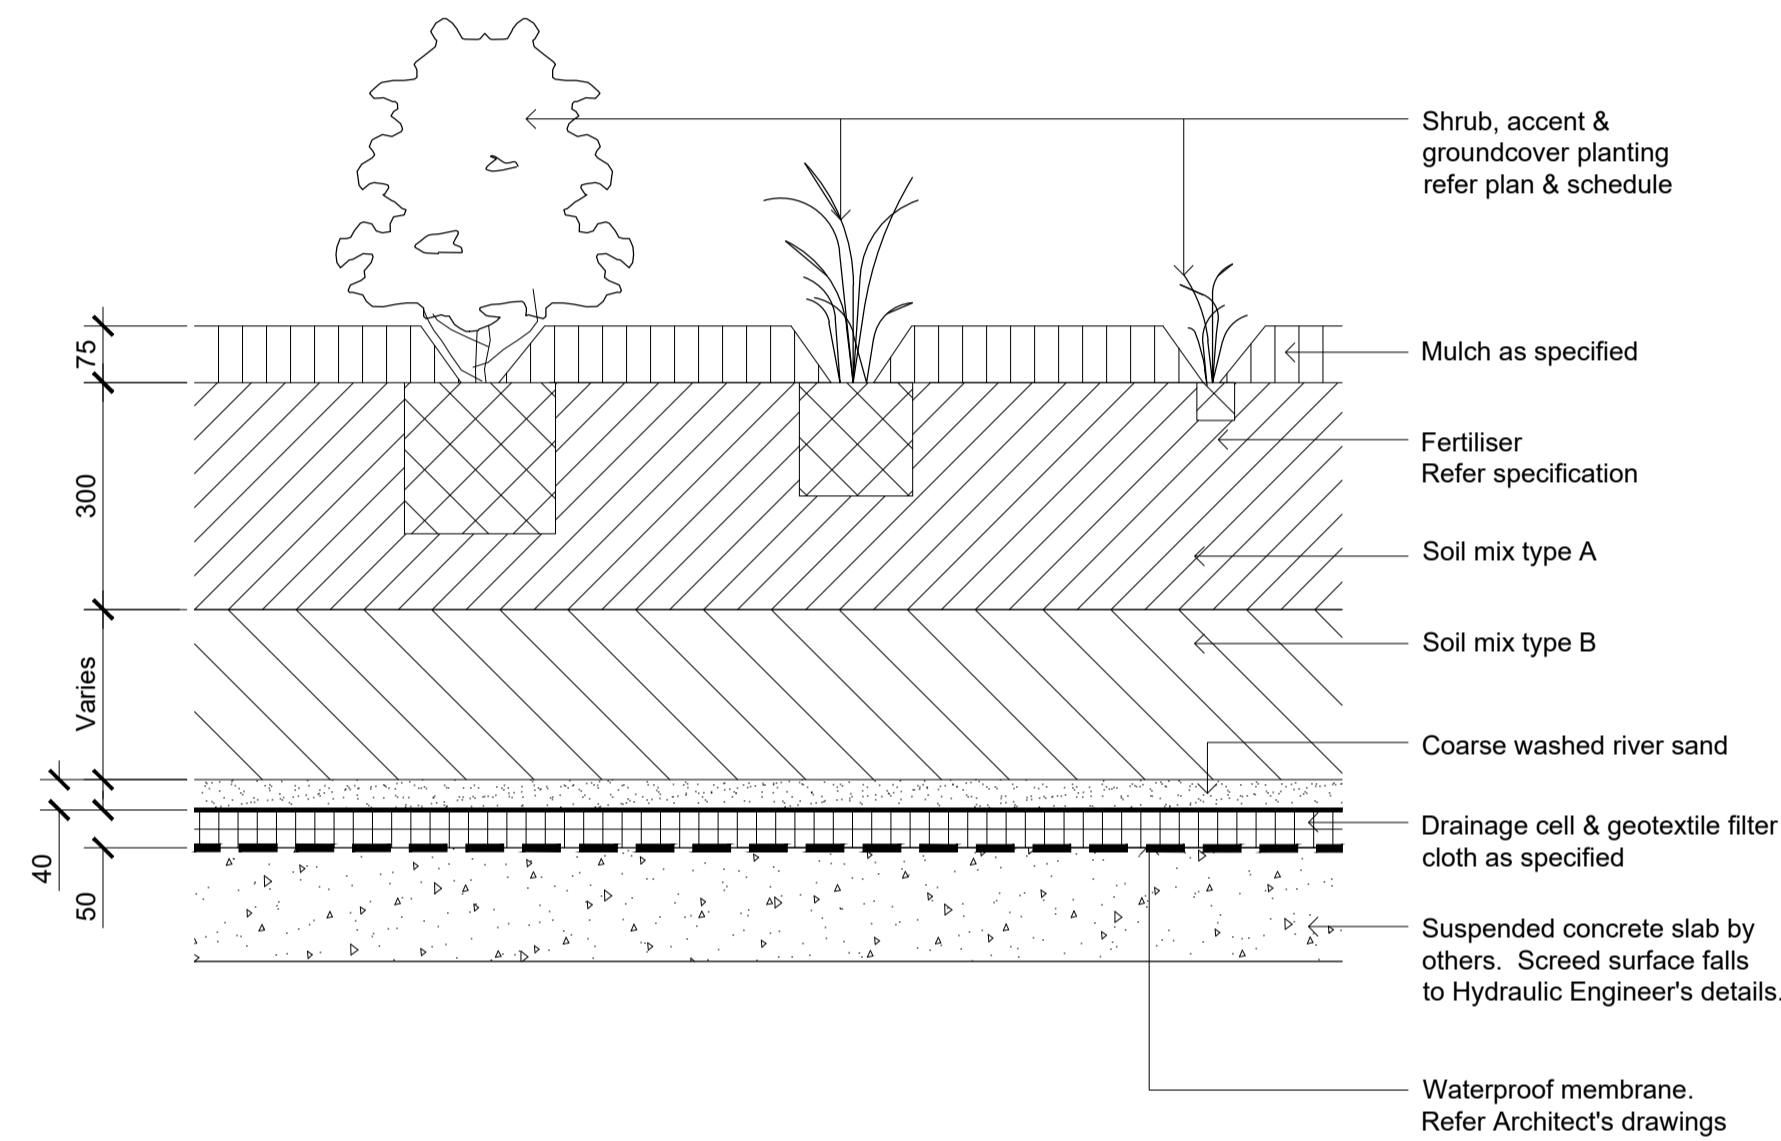 Shrub, accent &
groundcover planting
refer plan & schedule
Mulch as specified
Fertiliser
Refer specification
Soil mix type A
Soil mix type B
Coarse washed river sand
Drainage cell & geotextile filter
cloth as specified
Suspended concrete slab by
others. Screed surface falls
to Hydraulic Engineer's details.
Waterproof membrane.
Refer Architect's drawings
75
300
Varies
40
50